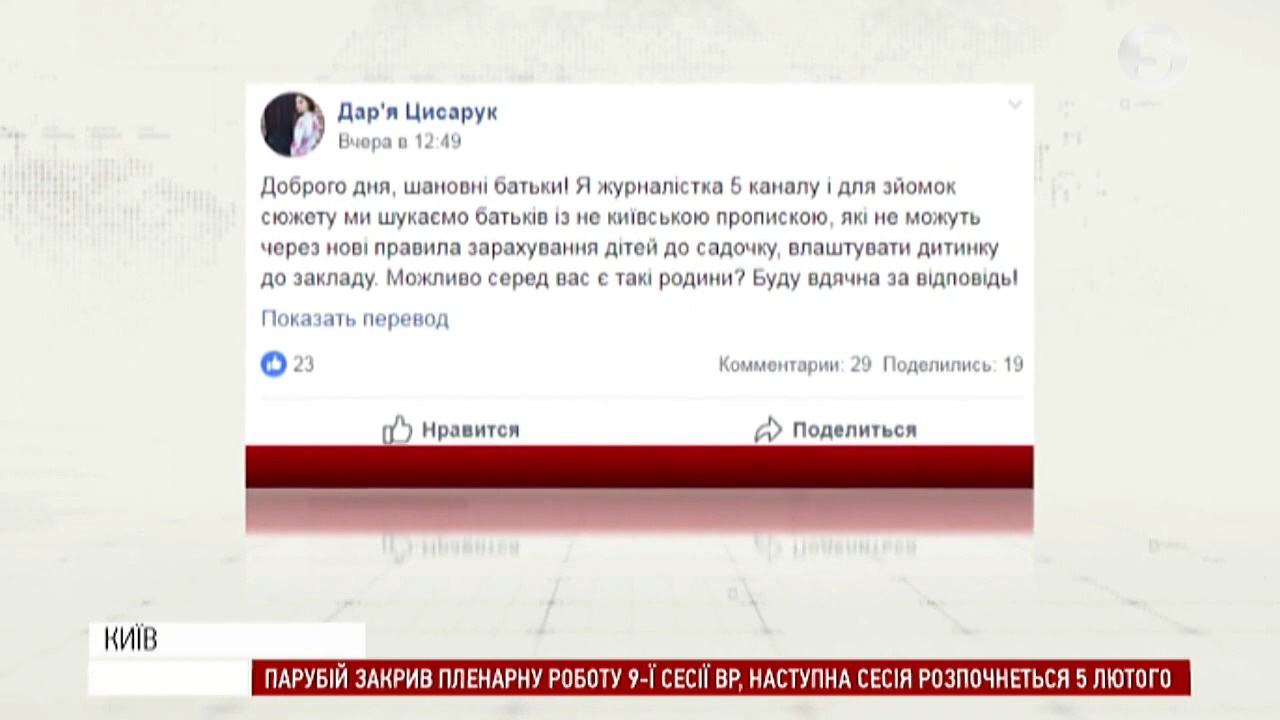 5
Дар'я Цисарук
Вчера в 12:49
Доброго дня, шановні батьки! Я журналістка 5 каналу і для зйомок
сюжету ми шукаємо батьків із не київською пропискою, які не можуть
через нові правила зарахування дітей до садочку, влаштувати дитинку
до закладу. Можливо серед вас є такі родини? Буду вдячна за відповідь!
Показать перевод
23
Комментарии: 29 Поделились: 19
Нравится
Поделиться
КИЇВ
ПАРУБІЙ ЗАКРИВ ПЛЕНАРНУ РОБОТУ 9-Ї СЕСІЇ ВР, НАСТУПНА СЕСІЯ РОЗПОЧНЕТЬСЯ 5 ЛЮТОГО